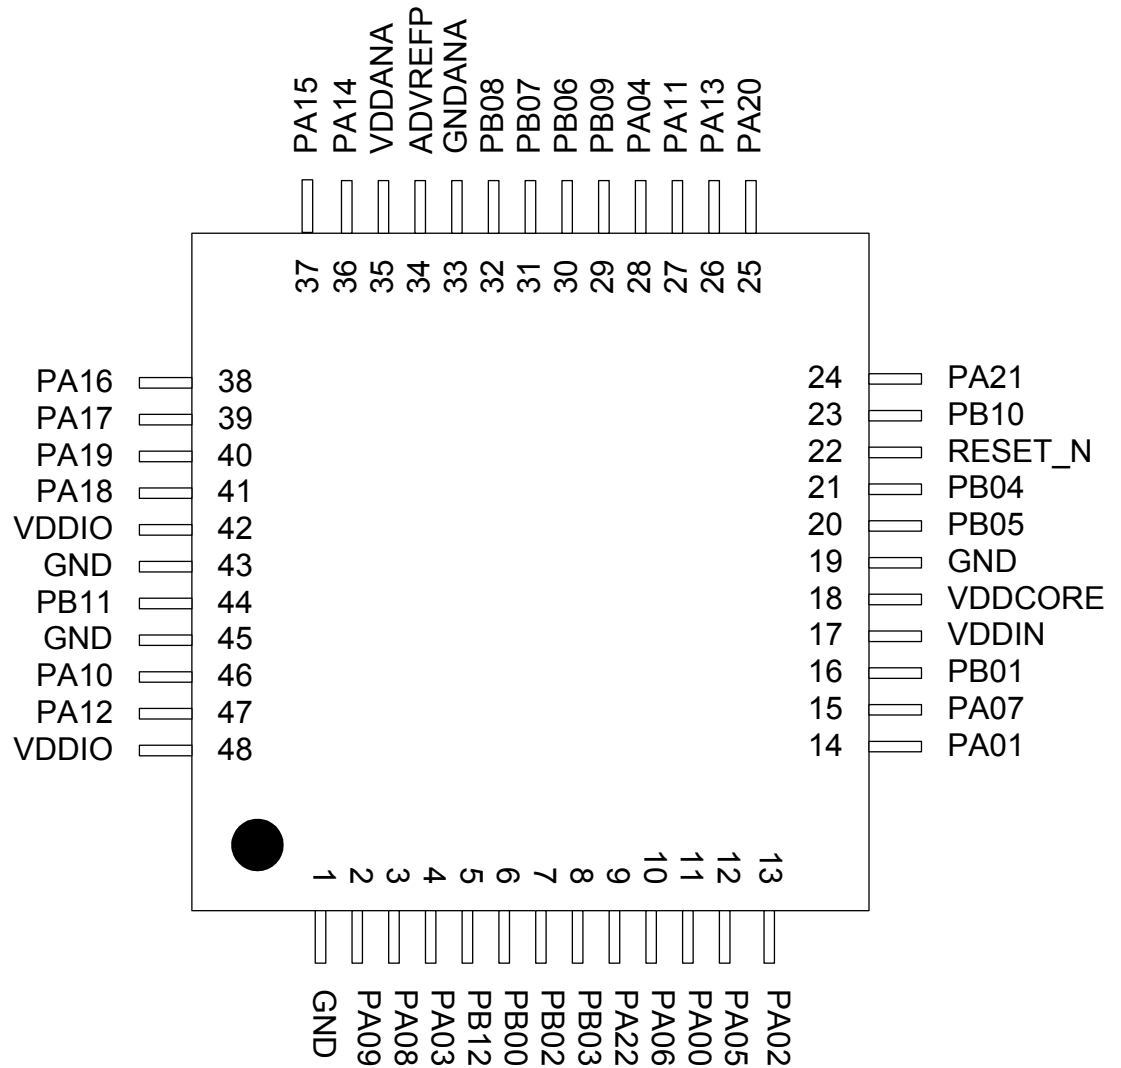 PA15 PA14 VDDANA ADVREFP GNDANA PB08 PB07 PB06 PB09 PA04 PA11 PA13 PA20
37 36 35 34 33 32 31 30 29 28 27 26 25
PA16 38
PA17 39
PA19 40
PA18 41
VDDIO 42
GND 43
PB11 44
GND 45
PA10 46
PA12 47
VDDIO 48
24 PA21
23 PB10
22 RESET_N
21 PB04
20 PB05
19 GND
18 VDDCORE
17 VDDIN
16 PB01
15 PA07
14 PA01
1 2 3 4 5 6 7 8 9 10 11 12 13
GND PA09 PA08 PA03 PB12 PB00 PB02 PB03 PA22 PA06 PA00 PA05 PA02